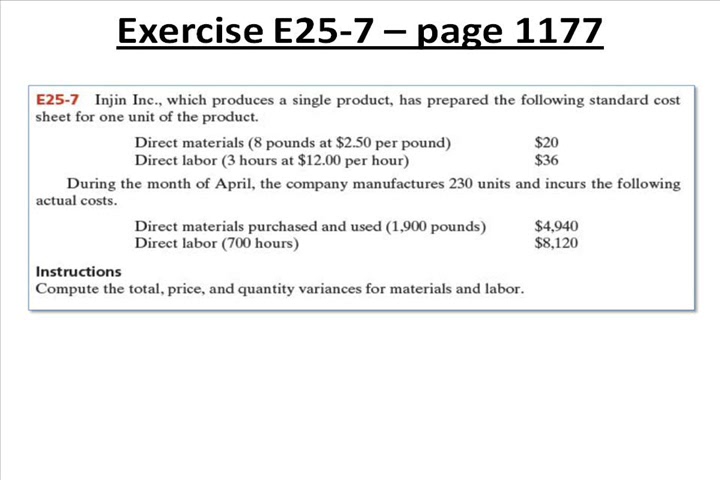 Exercise E25-7 – page 1177
E25-7 Injin Inc., which produces a single product, has prepared the following standard cost
sheet for one unit of the product.
Direct materials (8 pounds at $2.50 per pound) $20
Direct labor (3 hours at $12.00 per hour) $36
During the month of April, the company manufactures 230 units and incurs the following
actual costs.
Direct materials purchased and used (1,900 pounds) $4,940
Direct labor (700 hours) $8,120
Instructions
Compute the total, price, and quantity variances for materials and labor.